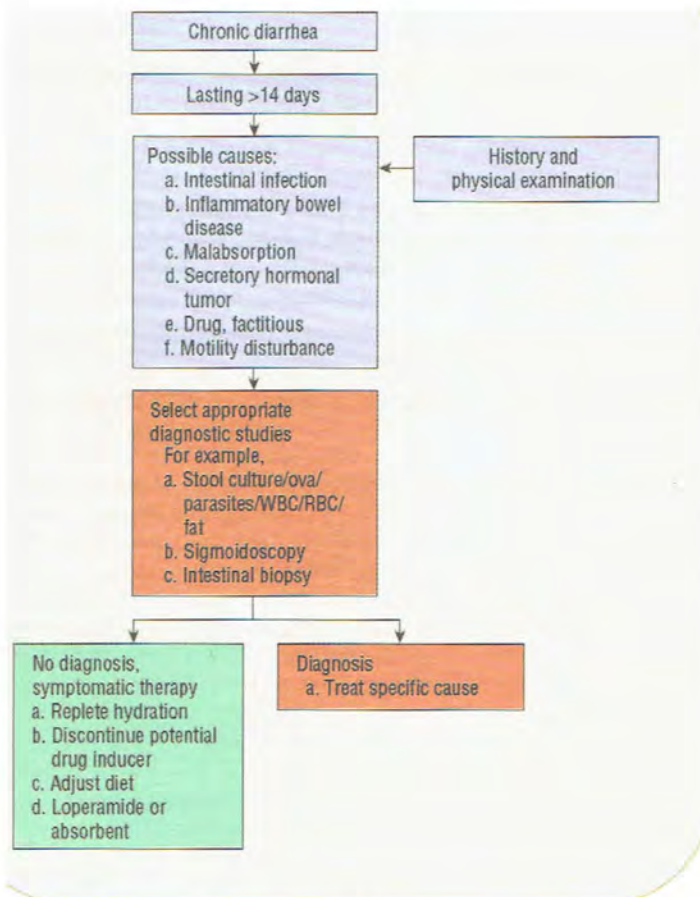 Chronic diarrhea
Lasting >14 days
Possible causes:
a. Intestinal infection
b. Inflammatory bowel
disease
c. Malabsorption
d. Secretory hormonal
tumor
e. Drug, factitious
f. Motility disturbance
History and
physical examination
Select appropriate
diagnostic studies
For example,
a. Stool culture/ova/
parasites/WBC/RBC/
fat
b. Sigmoidoscopy
c. Intestinal biopsy
No diagnosis,
symptomatic therapy
a. Replete hydration
b. Discontinue potential
drug inducer
c. Adjust diet
d. Loperamide or
absorbent
Diagnosis
a. Treat specific cause